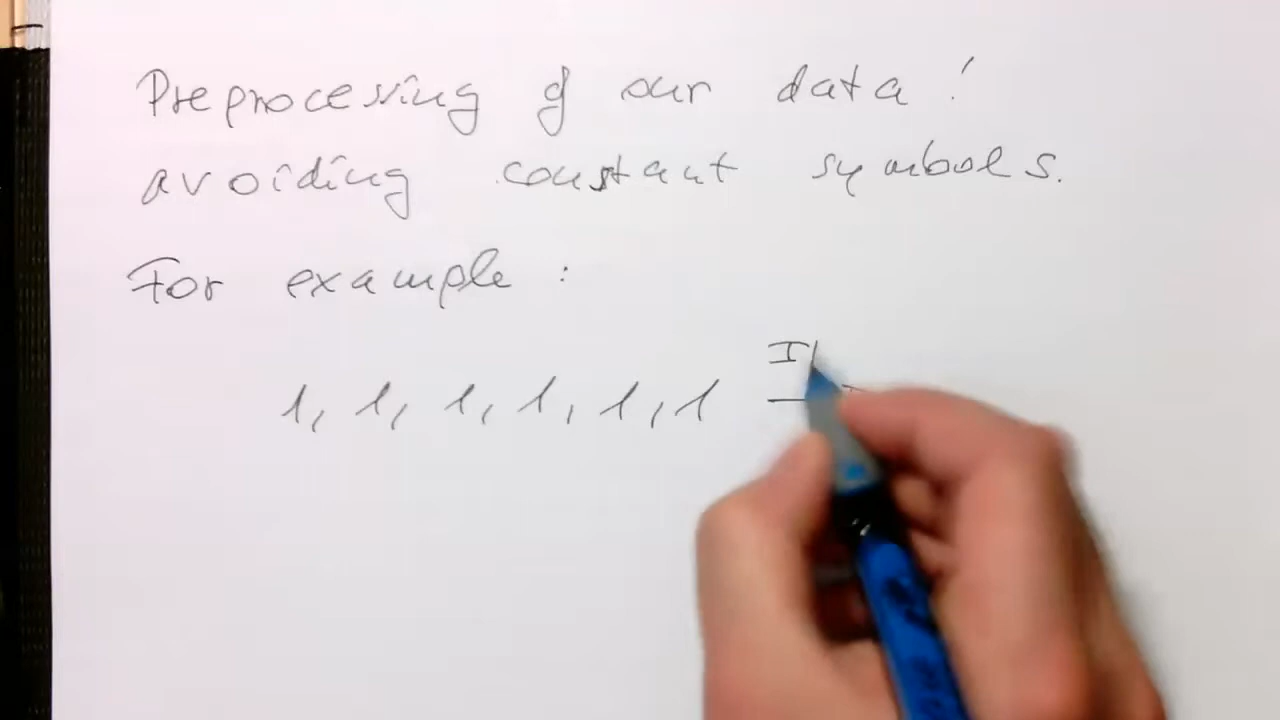 Preprocessing of our data!
avoiding constant symbols.
For example:
1, 1, 1, 1, 1, 1